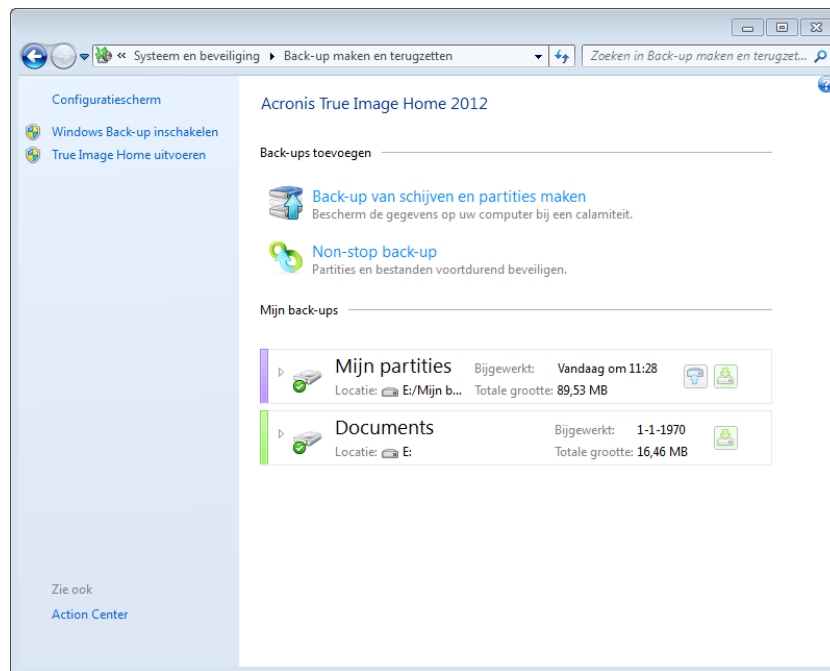 « Systeem en beveiliging ▸ Back-up maken en terugzetten
Zoeken in Back-up maken en terugzet...
Configuratiescherm
Windows Back-up inschakelen
True Image Home uitvoeren
Acronis True Image Home 2012
Back-ups toevoegen
Back-up van schijven en partities maken
Bescherm de gegevens op uw computer bij een calamiteit.
Non-stop back-up
Partities en bestanden voortdurend beveiligen.
Mijn back-ups
Mijn partities Bijgewerkt: Vandaag om 11:28
Locatie: E:/Mijn b... Totale grootte: 89,53 MB
Documents Bijgewerkt: 1-1-1970
Locatie: E: Totale grootte: 16,46 MB
Zie ook
Action Center